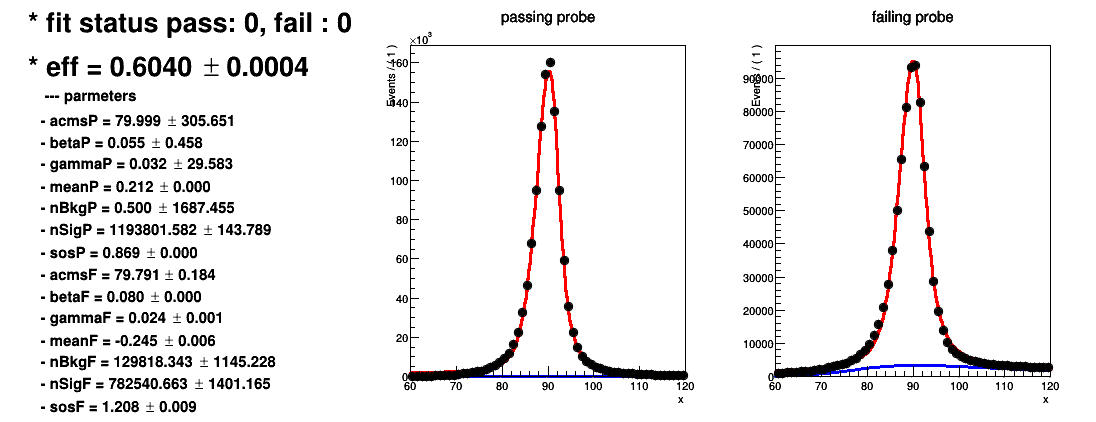 * fit status pass: 0, fail : 0
* eff = 0.6040 ± 0.0004
--- parmeters
- acmsP = 79.999 ± 305.651
- betaP = 0.055 ± 0.458
- gammaP = 0.032 ± 29.583
- meanP = 0.212 ± 0.000
- nBkgP = 0.500 ± 1687.455
- nSigP = 1193801.582 ± 143.789
- sosP = 0.869 ± 0.000
- acmsF = 79.791 ± 0.184
- betaF = 0.080 ± 0.000
- gammaF = 0.024 ± 0.001
- meanF = -0.245 ± 0.006
- nBkgF = 129818.343 ± 1145.228
- nSigF = 782540.663 ± 1401.165
- sosF = 1.208 ± 0.009
passing probe
×10³
Events / ( 1 )
160
140
120
100
80
60
40
20
0
60 70 80 90 100 110 120
x
failing probe
Events / ( 1 )
90000
80000
70000
60000
50000
40000
30000
20000
10000
0
60 70 80 90 100 110 120
x